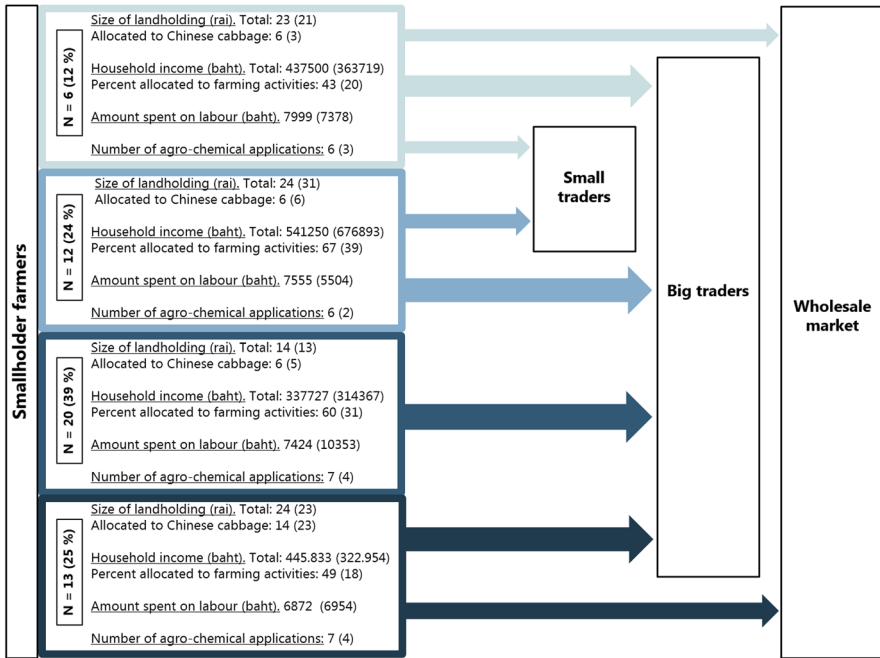 Smallholder farmers
N = 6 (12 %)
Size of landholding (rai). Total: 23 (21)
Allocated to Chinese cabbage: 6 (3)
Household income (baht). Total: 437500 (363719)
Percent allocated to farming activities: 43 (20)
Amount spent on labour (baht). 7999 (7378)
Number of agro-chemical applications: 6 (3)
N = 12 (24 %)
Size of landholding (rai). Total: 24 (31)
Allocated to Chinese cabbage: 6 (6)
Household income (baht). Total: 541250 (676893)
Percent allocated to farming activities: 67 (39)
Amount spent on labour (baht). 7555 (5504)
Number of agro-chemical applications: 6 (2)
N = 20 (39 %)
Size of landholding (rai). Total: 14 (13)
Allocated to Chinese cabbage: 6 (5)
Household income (baht). Total: 337727 (314367)
Percent allocated to farming activities: 60 (31)
Amount spent on labour (baht). 7424 (10353)
Number of agro-chemical applications: 7 (4)
N = 13 (25 %)
Size of landholding (rai). Total: 24 (23)
Allocated to Chinese cabbage: 14 (23)
Household income (baht). Total: 445.833 (322.954)
Percent allocated to farming activities: 49 (18)
Amount spent on labour (baht). 6872 (6954)
Number of agro-chemical applications: 7 (4)
Small
traders
Big traders
Wholesale
market